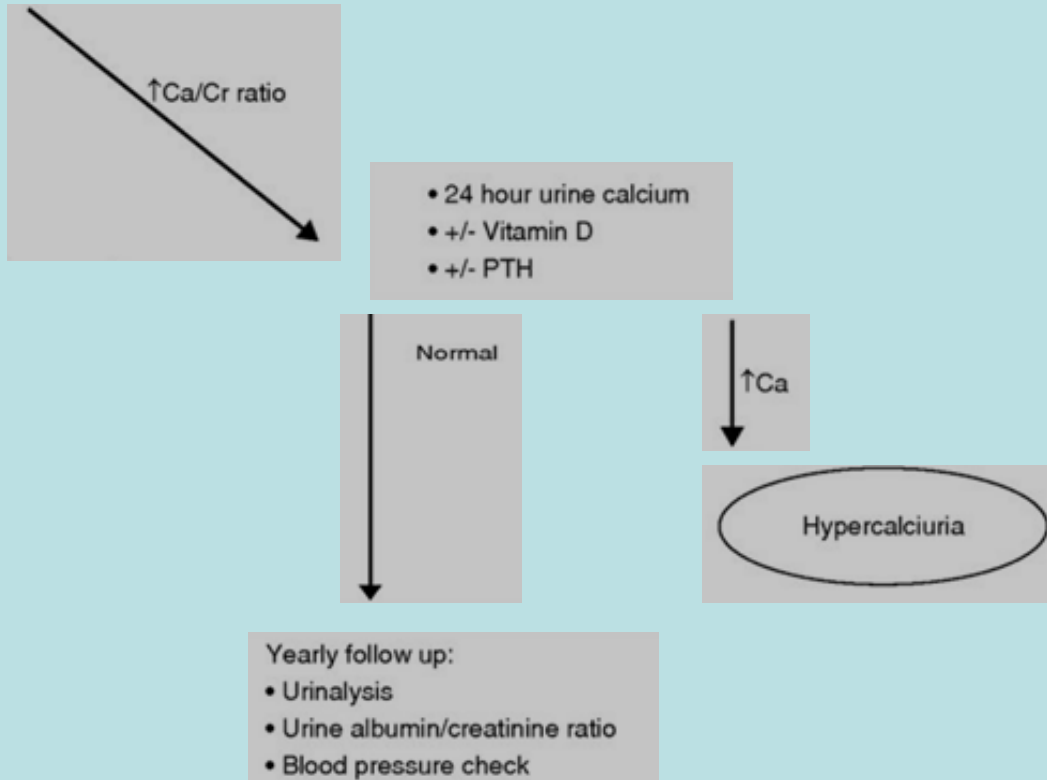 ↑Ca/Cr ratio
• 24 hour urine calcium
• +/- Vitamin D
• +/- PTH
Normal
↑Ca
Hypercalciuria
Yearly follow up:
• Urinalysis
• Urine albumin/creatinine ratio
• Blood pressure check